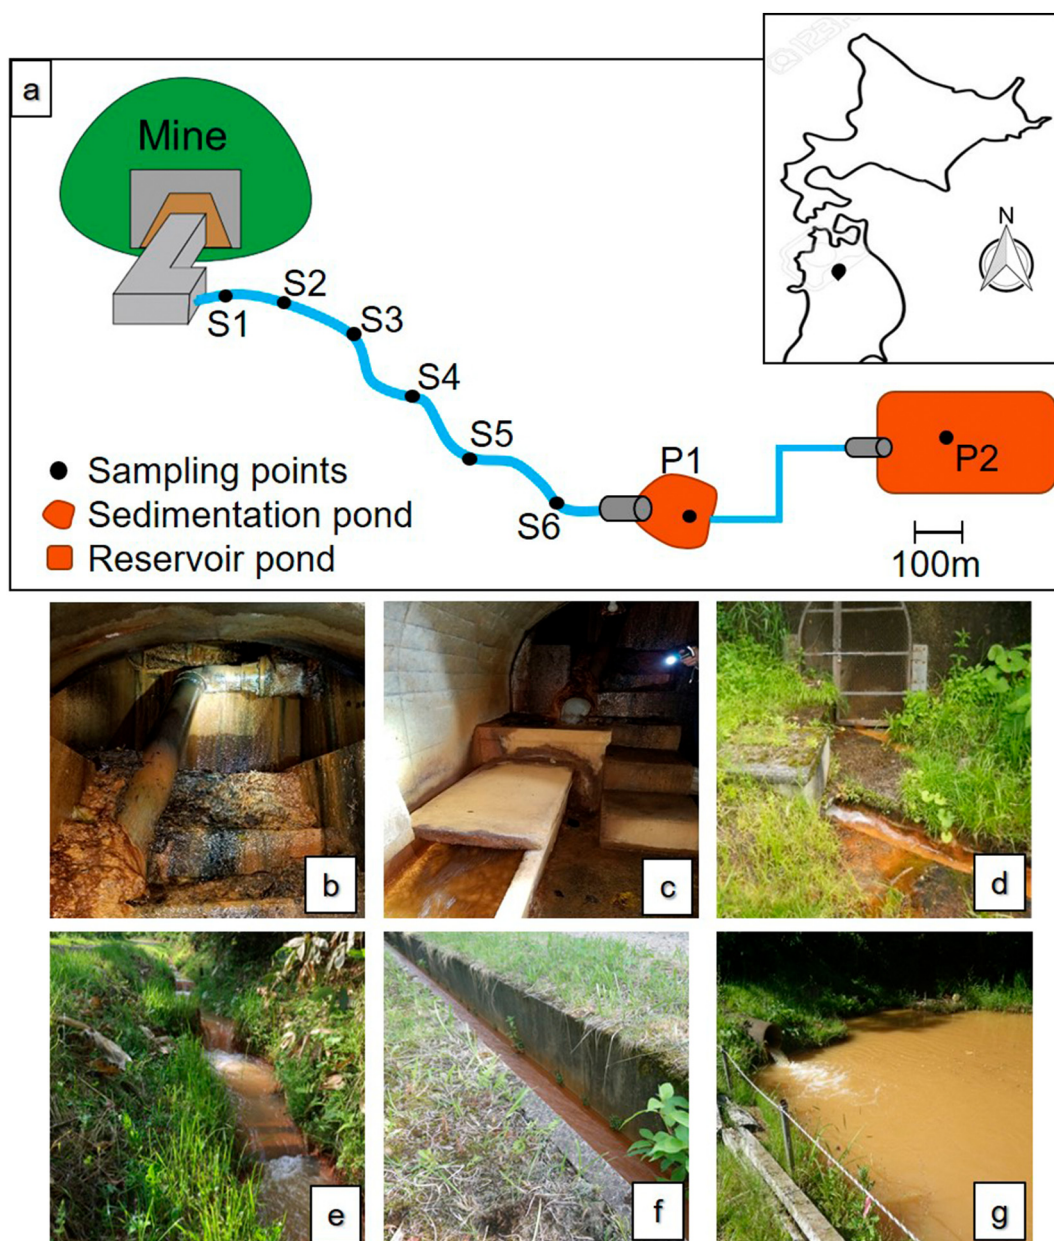 a
Mine
S1
S2
S3
S4
S5
S6
P1
P2
N
Sampling points
Sedimentation pond
Reservoir pond
100m
b
c
d
e
f
g